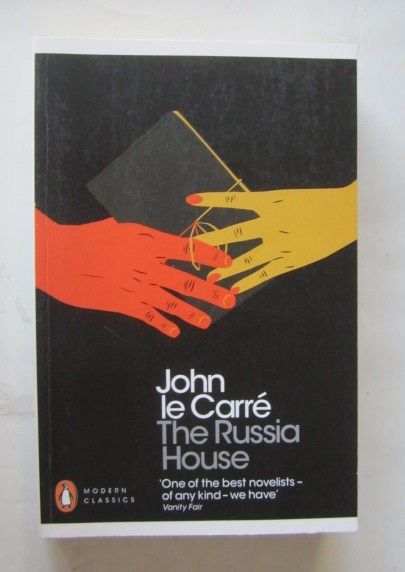 John
le Carré
The Russia
House
'One of the best novelists –
of any kind – we have'
Vanity Fair
MODERN
CLASSICS